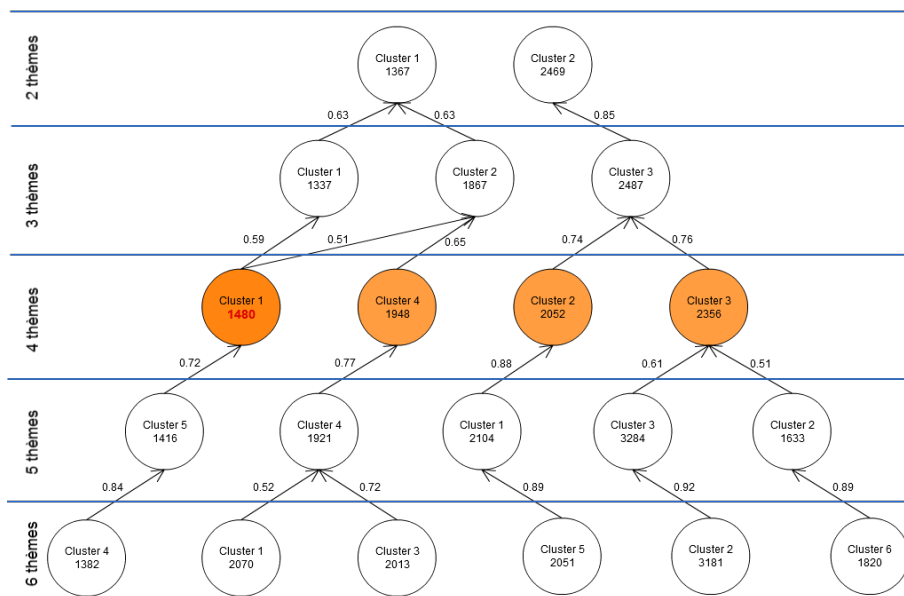 2 thèmes
Cluster 1
1367
Cluster 2
2469
0.63
0.63
0.85
3 thèmes
Cluster 1
1337
Cluster 2
1867
Cluster 3
2487
0.59
0.51
0.65
0.74
0.76
4 thèmes
Cluster 1
1480
Cluster 4
1948
Cluster 2
2052
Cluster 3
2356
0.72
0.77
0.88
0.61
0.51
5 thèmes
Cluster 5
1416
Cluster 4
1921
Cluster 1
2104
Cluster 3
3284
Cluster 2
1633
0.84
0.52
0.72
0.89
0.92
0.89
6 thèmes
Cluster 4
1382
Cluster 1
2070
Cluster 3
2013
Cluster 5
2051
Cluster 2
3181
Cluster 6
1820